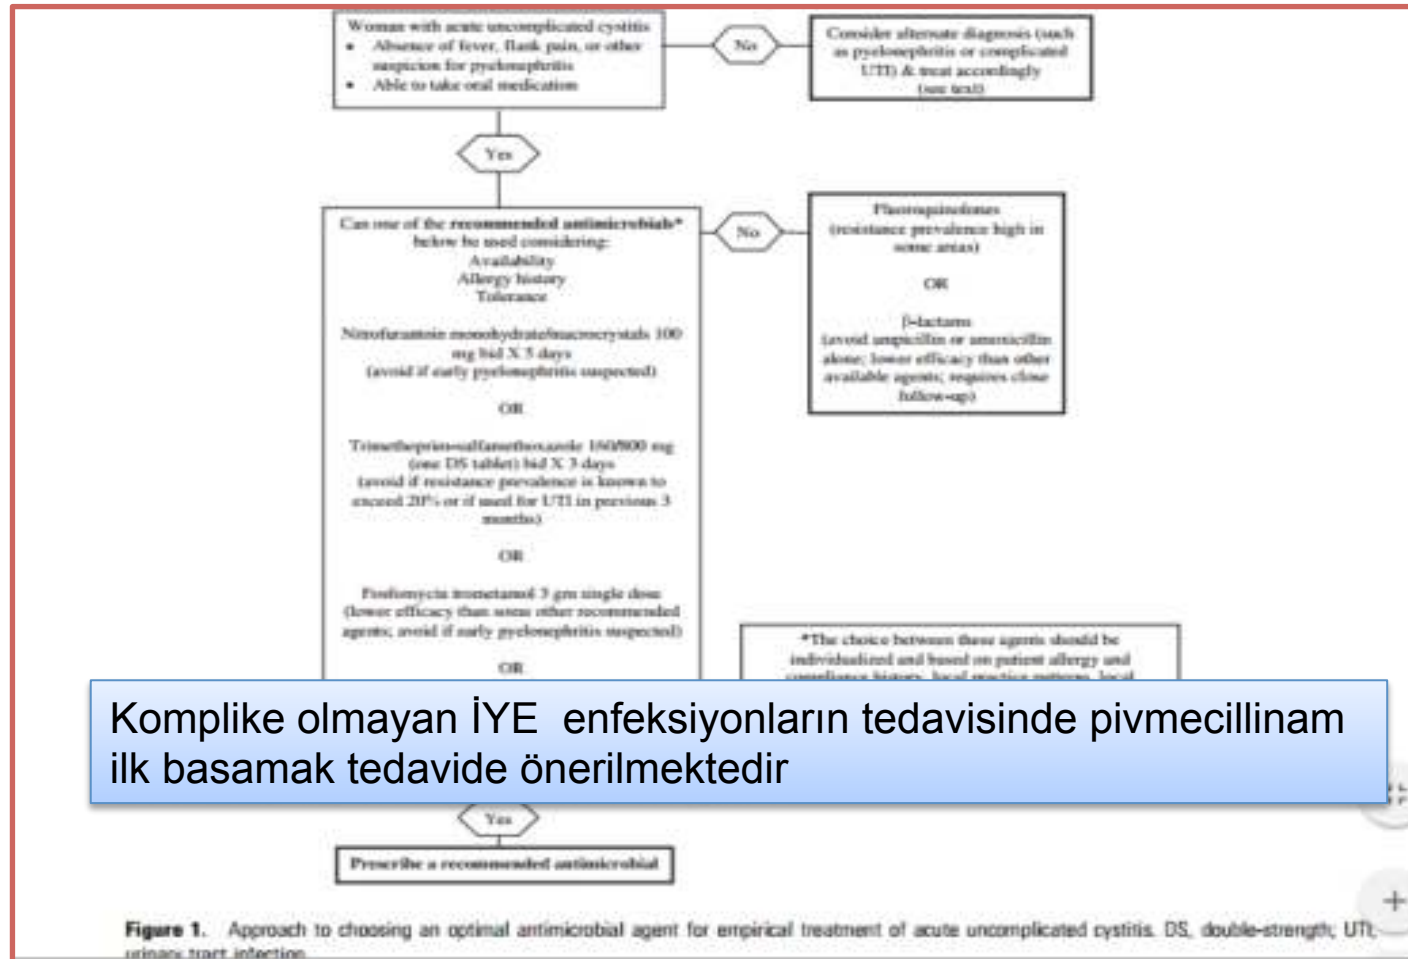 Woman with acute uncomplicated cystitis
• Absence of fever, flank pain, or other
suspicion for pyelonephritis
• Able to take oral medication
No
Consider alternate diagnosis (such
as pyelonephritis or complicated
UTI) & treat accordingly
(see text)
Yes
Can one of the recommended antimicrobials*
below be used considering:
Availability
Allergy history
Tolerance
Nitrofurantoin monohydrate/macrocrystals 100
mg bid X 5 days
(avoid if early pyelonephritis suspected)
OR
Trimethoprim-sulfamethoxazole 160/800 mg
(one DS tablet) bid X 3 days
(avoid if resistance prevalence is known to
exceed 20% or if used for UTI in previous 3
months)
OR
Fosfomycin trometamol 3 gm single dose
(lower efficacy than some other recommended
agents; avoid if early pyelonephritis suspected)
OR
No
Fluoroquinolones
(resistance prevalence high in
some areas)
OR
β-lactams
(avoid ampicillin or amoxicillin
alone; lower efficacy than other
available agents; requires close
follow-up)
*The choice between these agents should be
individualized and based on patient allergy and
compliance history, local practice patterns, local
Komplike olmayan İYE enfeksiyonların tedavisinde pivmecillinam
ilk basamak tedavide önerilmektedir
Yes
Prescribe a recommended antimicrobial
Figure 1. Approach to choosing an optimal antimicrobial agent for empirical treatment of acute uncomplicated cystitis. DS, double-strength; UTI,
urinary tract infection